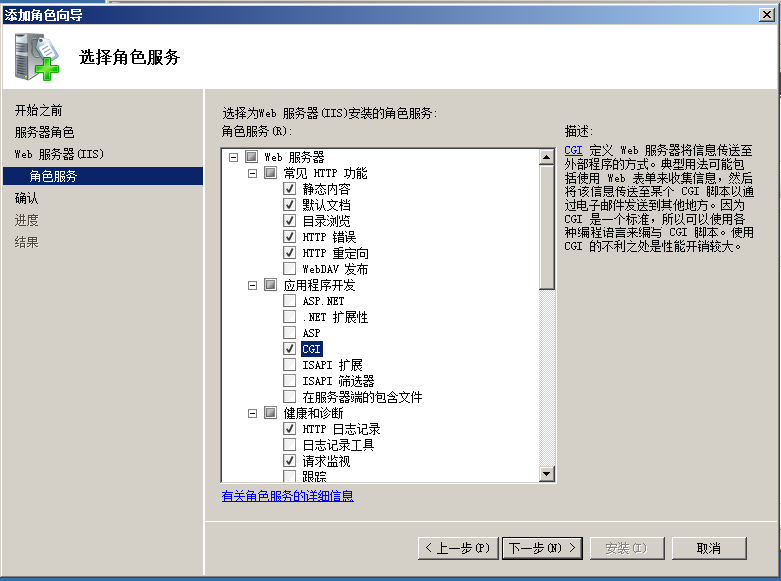 添加角色向导
选择角色服务
开始之前
服务器角色
Web 服务器(IIS)
角色服务
确认
进度
结果
选择为Web 服务器(IIS)安装的角色服务:
角色服务(R):
Web 服务器
常见 HTTP 功能
静态内容
默认文档
目录浏览
HTTP 错误
HTTP 重定向
WebDAV 发布
应用程序开发
ASP.NET
.NET 扩展性
ASP
CGI
ISAPI 扩展
ISAPI 筛选器
在服务器端的包含文件
健康和诊断
HTTP 日志记录
日志记录工具
请求监视
跟踪
有关角色服务的详细信息
描述:
CGI 定义 Web 服务器将信息传送至
外部程序的方式。典型用法可能包
括使用 Web 表单来收集信息，然后
将该信息传送至某个 CGI 脚本以通
过电子邮件发送到其他地方。因为
CGI 是一个标准，所以可以使用各
种编程语言来编写 CGI 脚本。使用
CGI 的不利之处是性能开销较大。
< 上一步(P)
下一步(N) >
安装(I)
取消